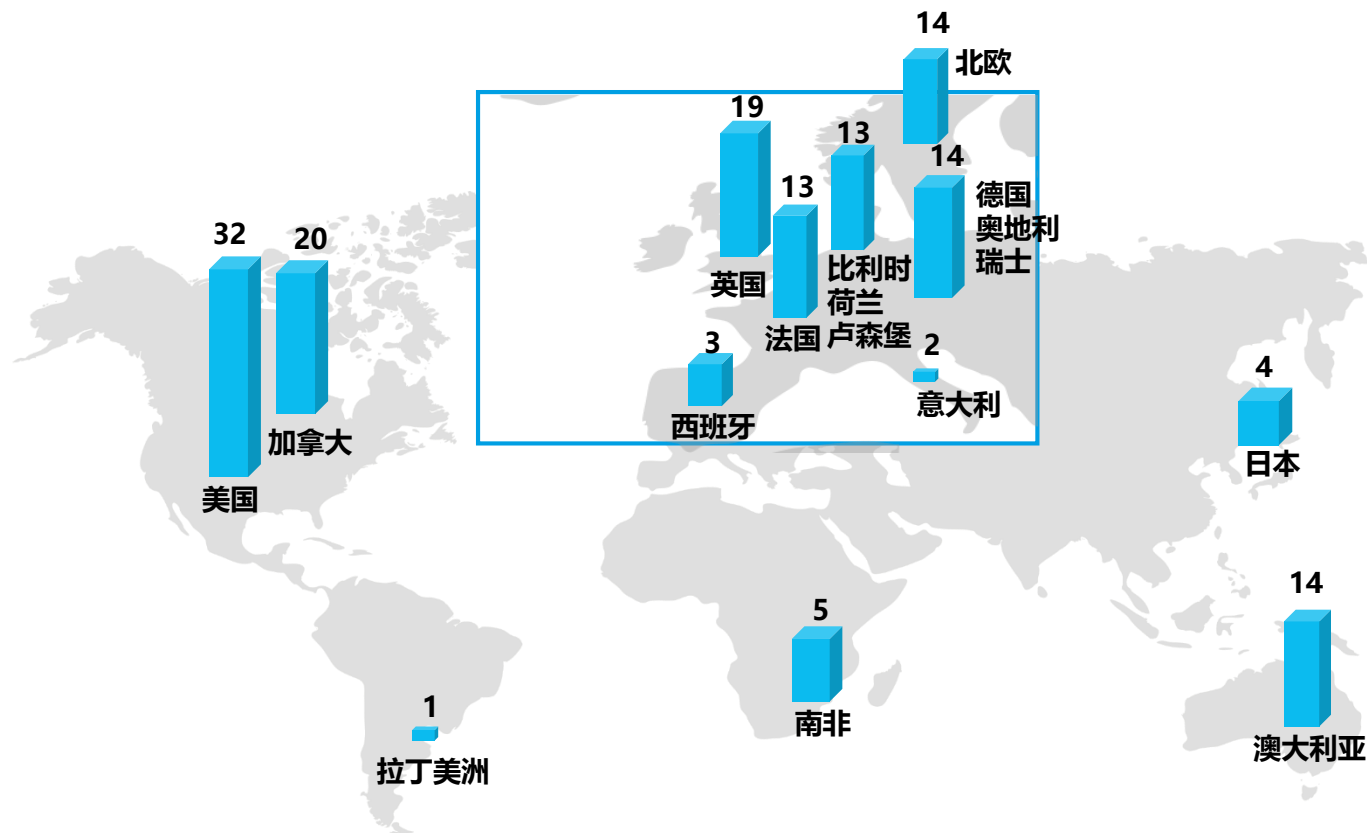 14
北欧
19
13
14
13
德国
奥地利
瑞士
英国
比利时
荷兰
卢森堡
法国
32
20
加拿大
美国
3
西班牙
2
意大利
4
日本
14
澳大利亚
5
南非
1
拉丁美洲